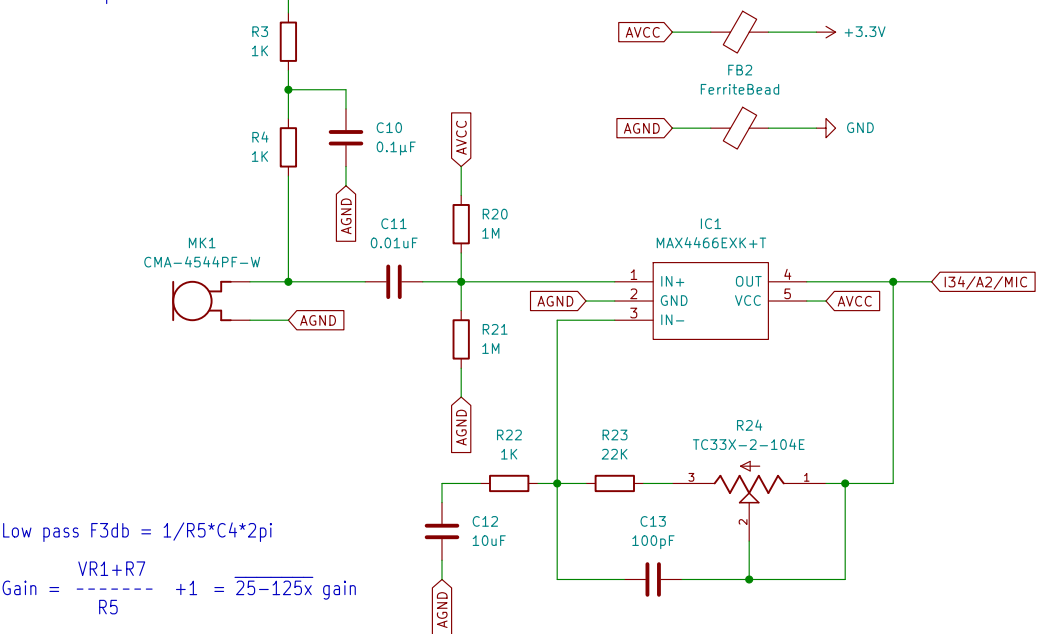 R3
1K
C10
0.1µF
R4
1K
AGND
AVCC
C11
0.01uF
R20
1M
MK1
CMA-4544PF-W
AGND
R21
1M
AGND
AVCC
+3.3V
FB2
FerriteBead
AGND
GND
IC1
MAX4466EXK+T
1
IN+
OUT
4
I34/A2/MIC
AGND
2
GND
VCC
5
AVCC
3
IN-
R22
1K
R23
22K
R24
TC33X-2-104E
3
1
2
C12
10uF
C13
100pF
AGND
Low pass F3db = 1/R5*C4*2pi
VR1+R7
Gain = ------- +1 = 25-125x gain
R5